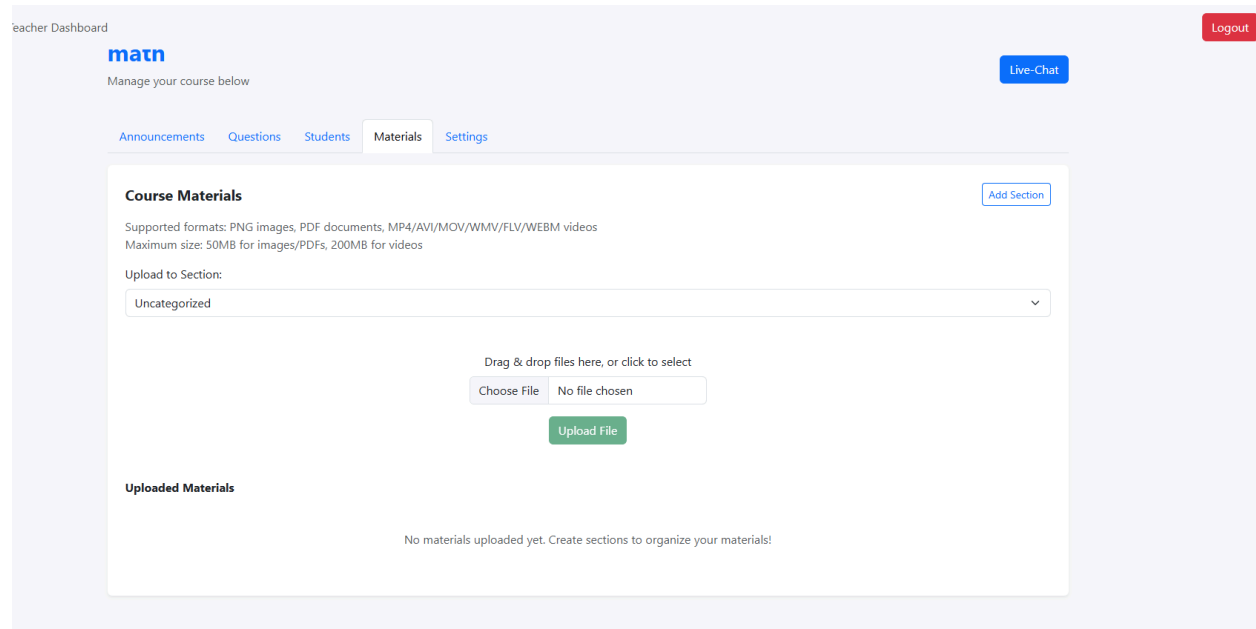 eacher Dashboard
Logout
Manage your course below
Live-Chat
Announcements Questions Students Materials Settings
Course Materials
Add Section
Supported formats: PNG images, PDF documents, MP4/AVI/MOV/WMV/FLV/WEBM videos
Maximum size: 50MB for images/PDFs, 200MB for videos
Upload to Section:
Uncategorized
Drag & drop files here, or click to select
Choose File No file chosen
Upload File
Uploaded Materials
No materials uploaded yet. Create sections to organize your materials!